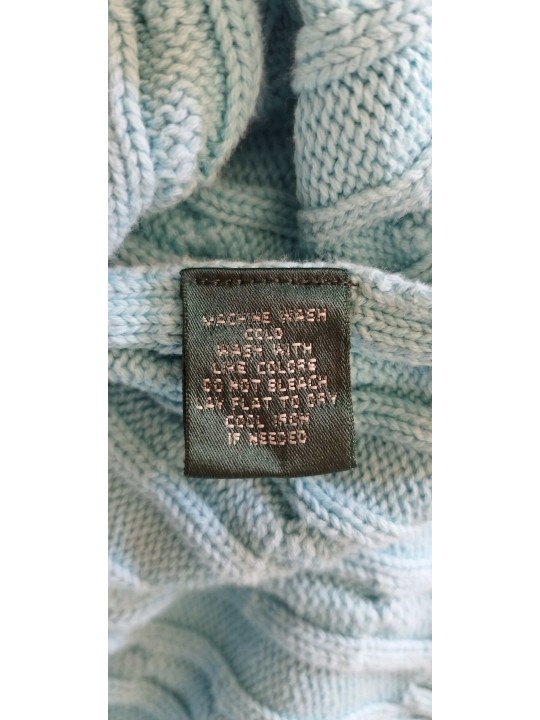 MACHINE WASH
COLD
WASH WITH
LIKE COLORS
DO NOT BLEACH
LAY FLAT TO DRY
COOL IRON
IF NEEDED